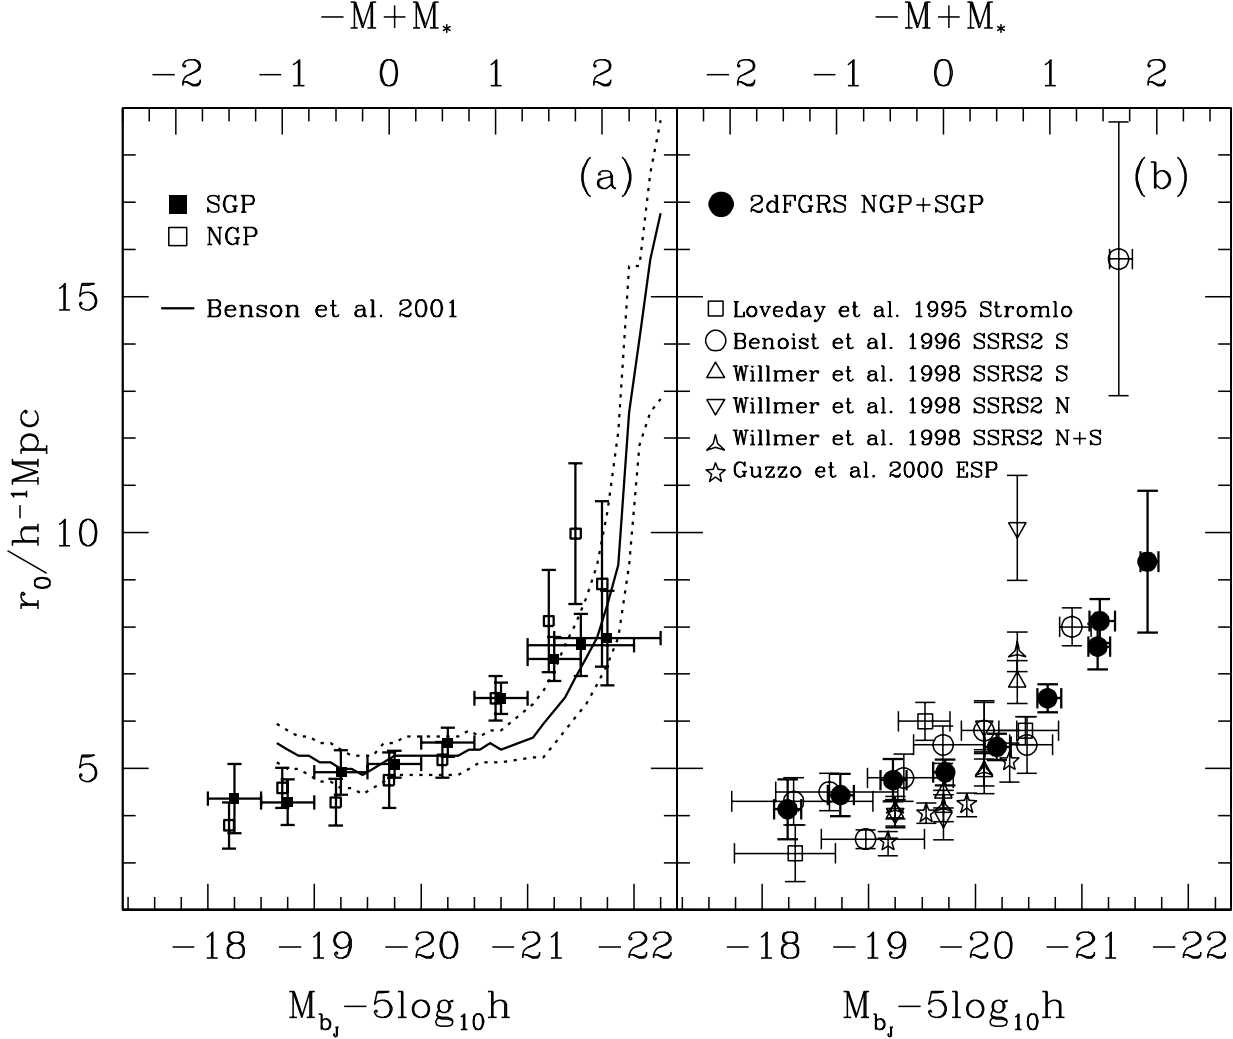 −M+M* −M+M*
−2 −1 0 1 2 −2 −1 0 1 2
(a) (b)
SGP
NGP
Benson et al. 2001
2dFGRS NGP+SGP
Loveday et al. 1995 Stromlo
Benoist et al. 1996 SSRS2 S
Willmer et al. 1998 SSRS2 S
Willmer et al. 1998 SSRS2 N
Willmer et al. 1998 SSRS2 N+S
Guzzo et al. 2000 ESP
15
10
5
r₀/h⁻¹Mpc
−18 −19 −20 −21 −22 −18 −19 −20 −21 −22
M_bJ−5log₁₀h M_bJ−5log₁₀h